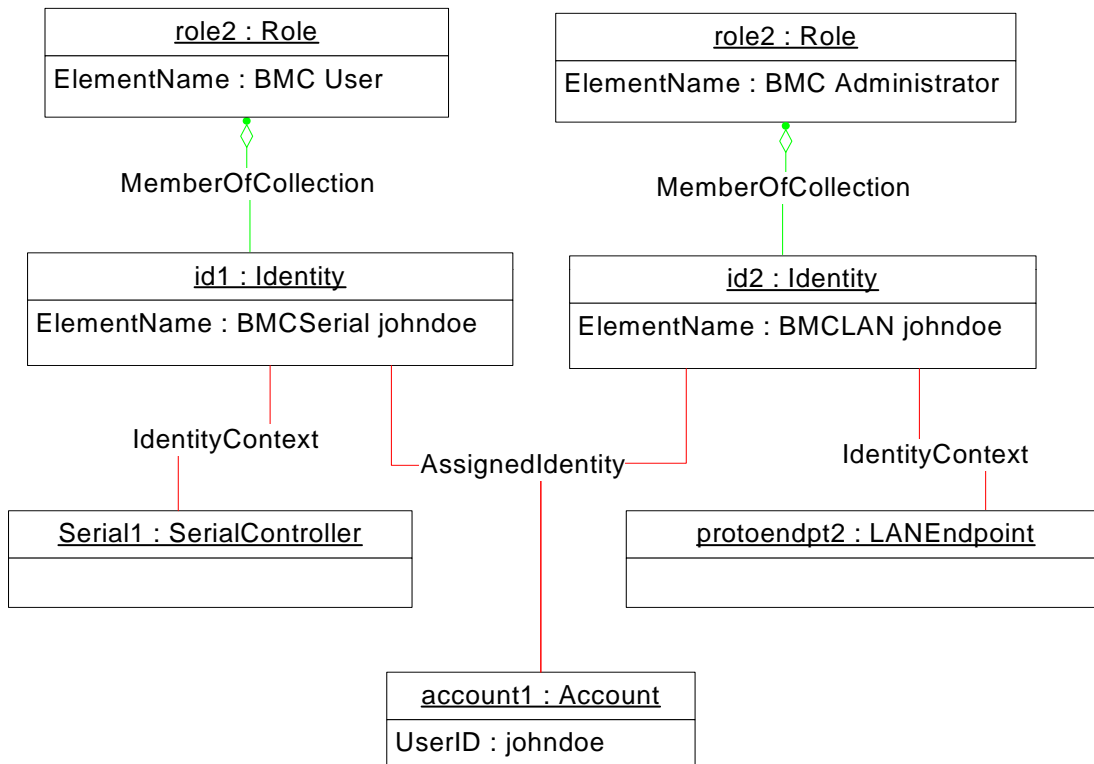 role2 : Role
ElementName : BMC User
role2 : Role
ElementName : BMC Administrator
MemberOfCollection
MemberOfCollection
id1 : Identity
ElementName : BMCSerial johndoe
id2 : Identity
ElementName : BMCLAN johndoe
IdentityContext
AssignedIdentity
IdentityContext
Serial1 : SerialController
protoendpt2 : LANEndpoint
account1 : Account
UserID : johndoe